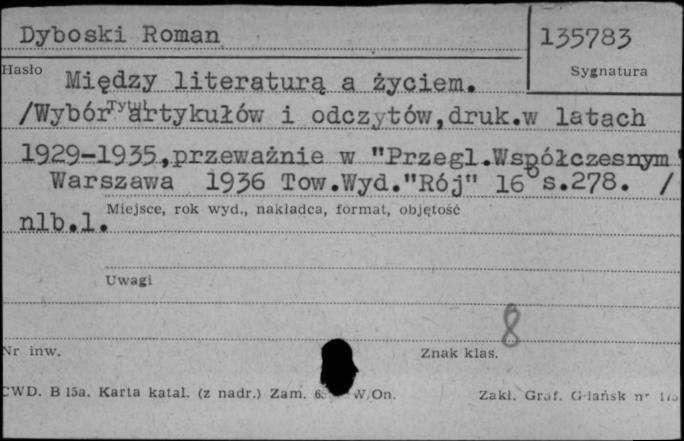 Dyboski Roman
135783
Hasło
Sygnatura
Między literaturą a życiem.
Tytuł
/Wybór artykułów i odczytów,druk.w latach
1929-1935,przeważnie w "Przegl.Współczesnym"
Warszawa 1936 Tow.Wyd."Rój" 16° s.278. /
nlb.1.
Miejsce, rok wyd., nakładca, format, objętość
Uwagi
8
Nr inw.
Znak klas.
CWD. B 15a. Karta katal. (z nadr.) Zam. W/On.
Zakł. Graf. Gdańsk nr